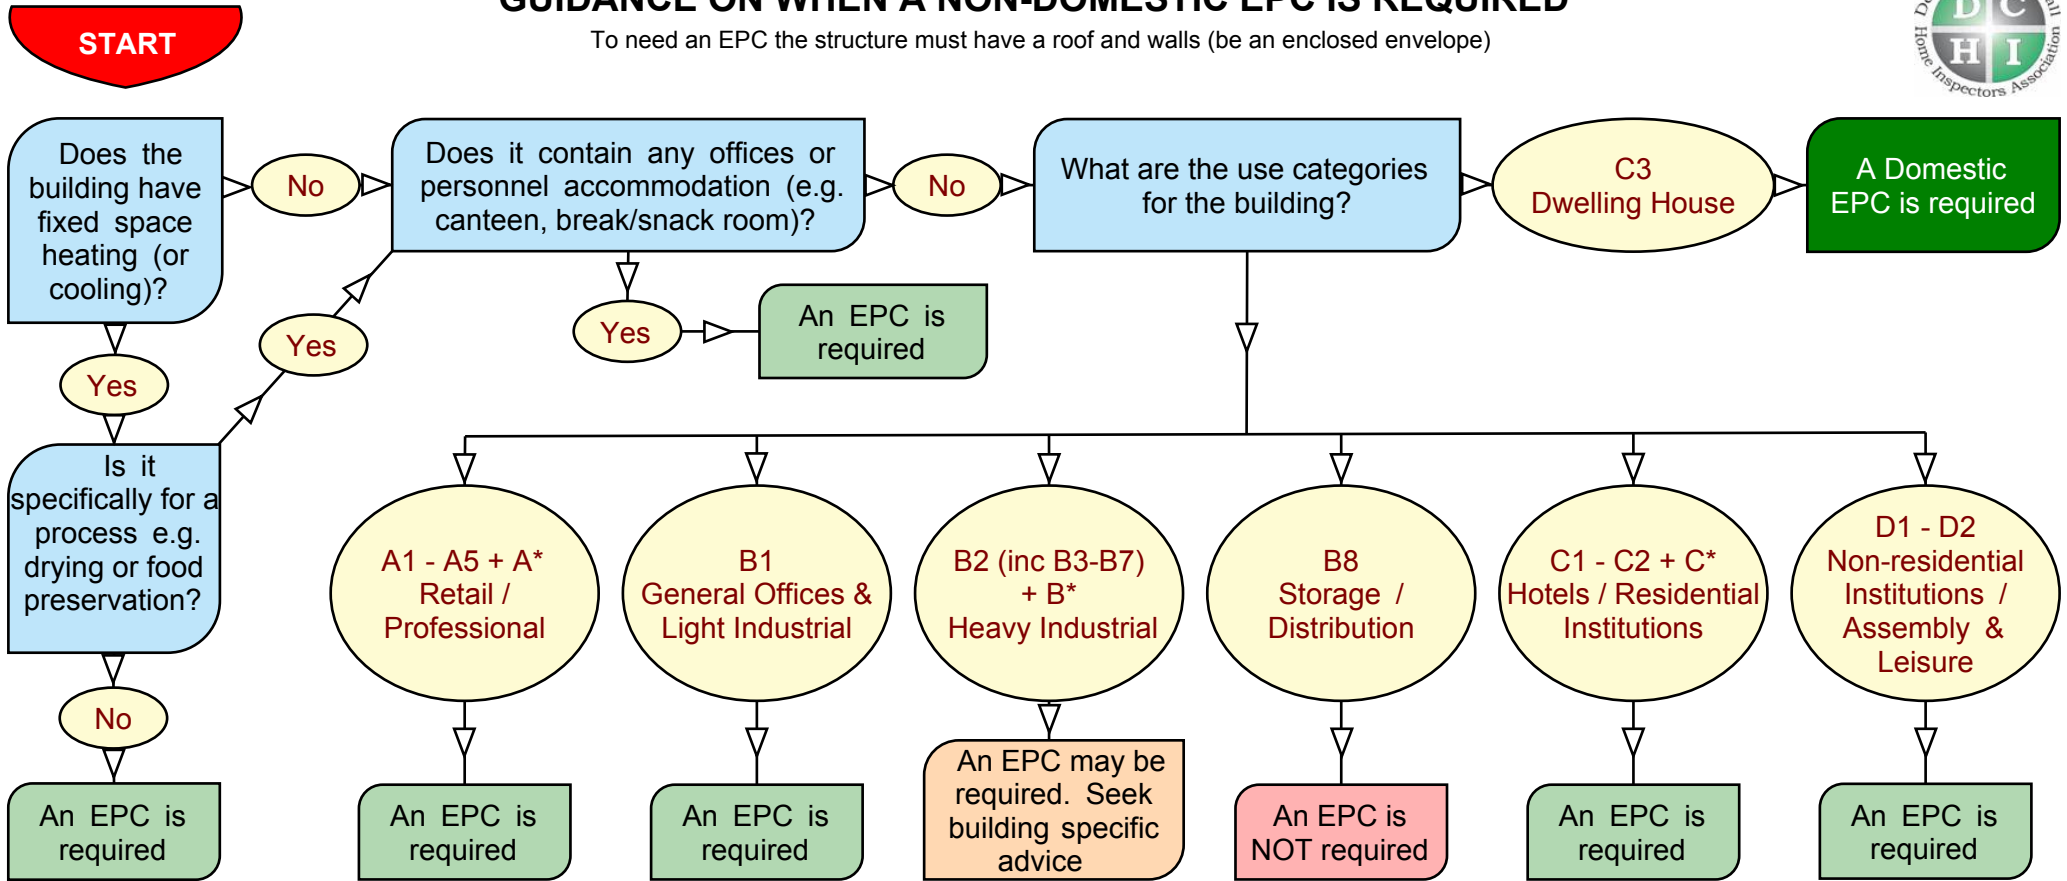 GUIDANCE ON WHEN A NON-DOMESTIC EPC IS REQUIRED
To need an EPC the structure must have a roof and walls (be an enclosed envelope)
START
D C
H I
Home Inspectors Association
Does the
building have
fixed space
heating (or
cooling)?
No
Does it contain any offices or
personnel accommodation (e.g.
canteen, break/snack room)?
No
What are the use categories
for the building?
C3
Dwelling House
A Domestic
EPC is required
Yes
Yes
Yes
An EPC is
required
Is it
specifically for a
process e.g.
drying or food
preservation?
No
An EPC is
required
A1 - A5 + A*
Retail /
Professional
An EPC is
required
B1
General Offices &
Light Industrial
An EPC is
required
B2 (inc B3-B7)
+ B*
Heavy Industrial
An EPC may be
required. Seek
building specific
advice
B8
Storage /
Distribution
An EPC is
NOT required
C1 - C2 + C*
Hotels / Residential
Institutions
An EPC is
required
D1 - D2
Non-residential
Institutions /
Assembly &
Leisure
An EPC is
required